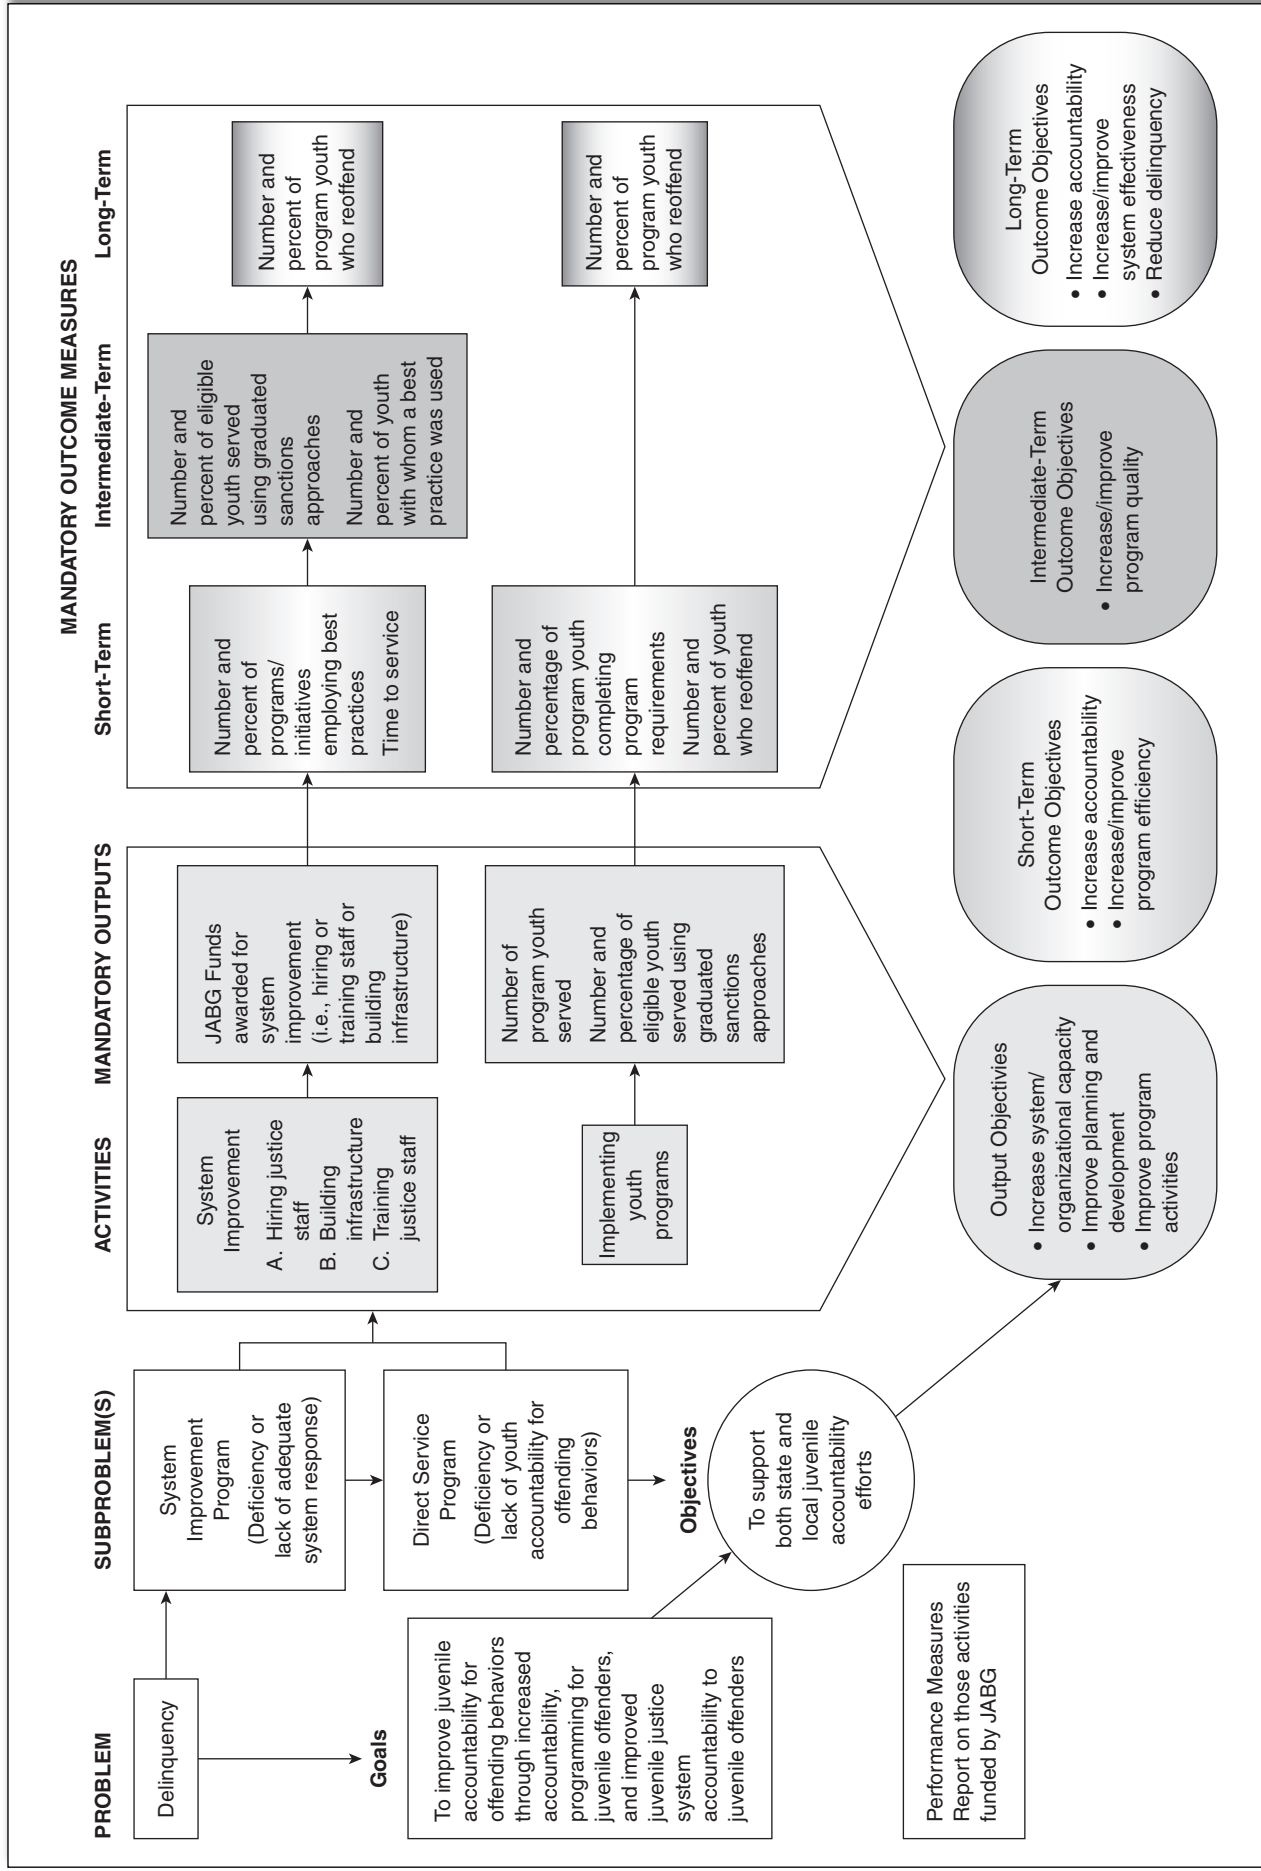 PROBLEM
SUBPROBLEM(S)
ACTIVITIES
MANDATORY OUTPUTS
MANDATORY OUTCOME MEASURES
Short-Term
Intermediate-Term
Long-Term
Delinquency
Goals
To improve juvenile
accountability for
offending behaviors
through increased
accountability,
programming for
juvenile offenders,
and improved
juvenile justice
system
accountability to
juvenile offenders
Performance Measures
Report on those activities
funded by JABG
System
Improvement
Program
(Deficiency or
lack of adequate
system response)
Direct Service
Program
(Deficiency or
lack of youth
accountability for
offending
behaviors)
Objectives
To support
both state and
local juvenile
accountability
efforts
System
Improvement
A. Hiring justice
staff
B. Building
infrastructure
C. Training
justice staff
Implementing
youth
programs
JABG Funds
awarded for
system
improvement
(i.e., hiring or
training staff or
building
infrastructure)
Number of
program youth
served
Number and
percentage of
eligible youth
served using
graduated
sanctions
approaches
Number and
percent of
programs/
initiatives
employing best
practices
Time to service
Number and
percentage of
program youth
completing
program
requirements
Number and
percent of youth
who reoffend
Number and
percent of eligible
youth served
using graduated
sanctions
approaches
Number and
percent of youth
with whom a best
practice was used
Number and
percent of
program youth
who reoffend
Number and
percent of
program youth
who reoffend
Output Objectives
• Increase system/
organizational capacity
• Improve planning and
development
• Improve program
activities
Short-Term
Outcome Objectives
• Increase accountability
• Increase/improve
program efficiency
Intermediate-Term
Outcome Objectives
• Increase/improve
program quality
Long-Term
Outcome Objectives
• Increase accountability
• Increase/improve
system effectiveness
• Reduce delinquency